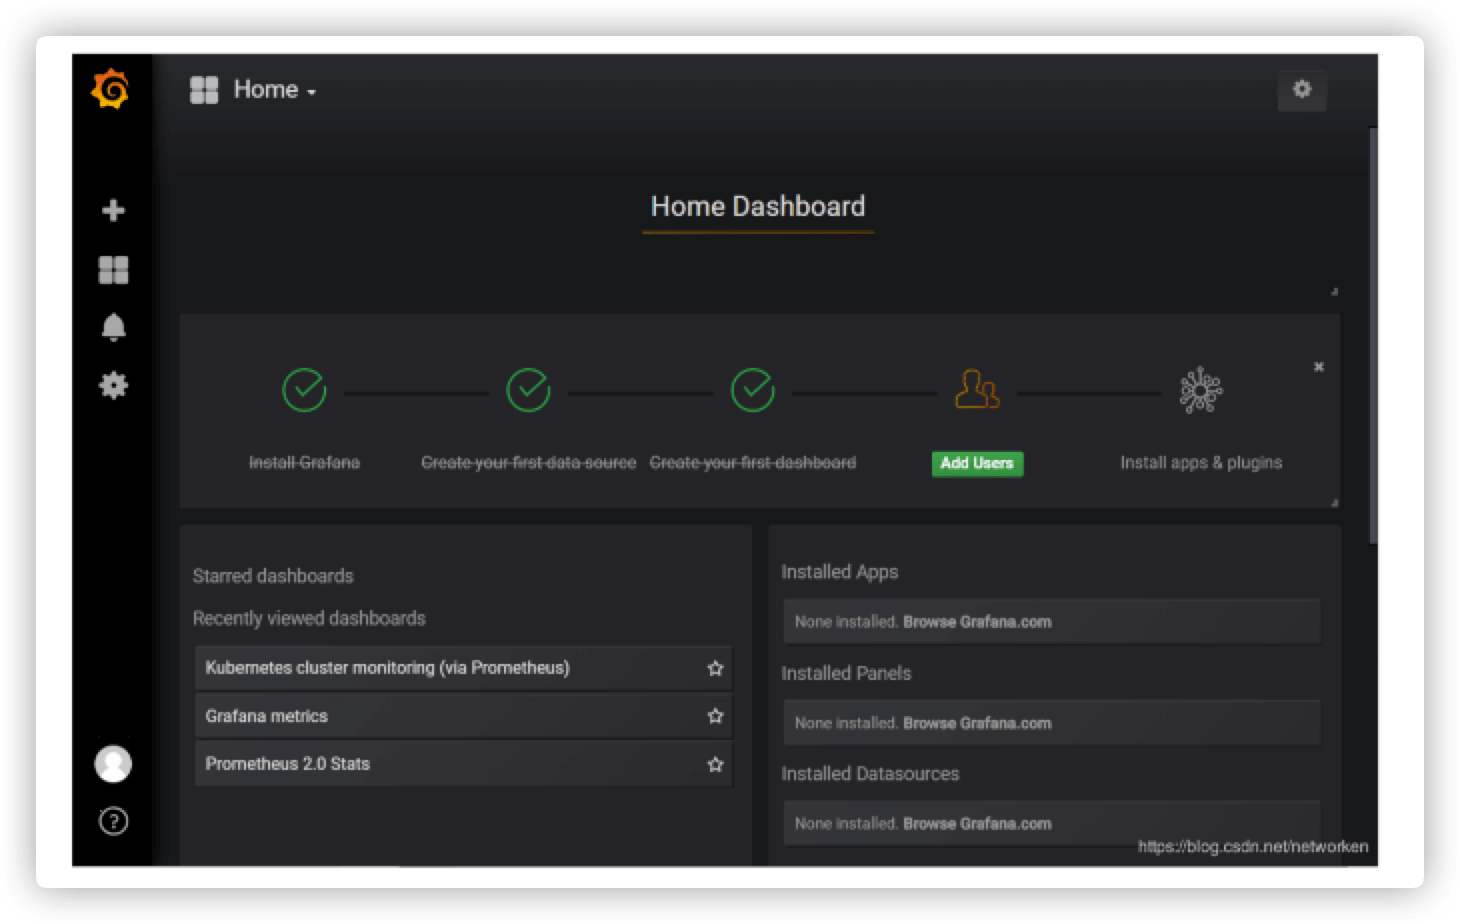 Home
Home Dashboard
Install Grafana
Create your first data source
Create your first dashboard
Add Users
Install apps & plugins
Starred dashboards
Recently viewed dashboards
Kubernetes cluster monitoring (via Prometheus)
Grafana metrics
Prometheus 2.0 Stats
Installed Apps
None installed. Browse Grafana.com
Installed Panels
None installed. Browse Grafana.com
Installed Datasources
None installed. Browse Grafana.com
https://blog.csdn.net/networken